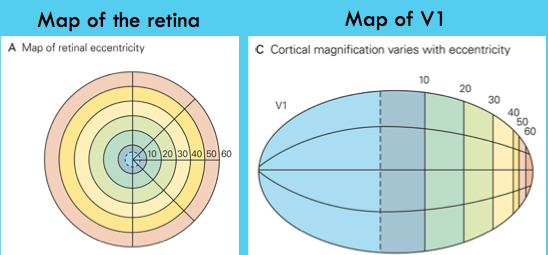 Map of the retina
A Map of retinal eccentricity
10 20 30 40 50 60
Map of V1
C Cortical magnification varies with eccentricity
V1
10
20
30
40
50
60